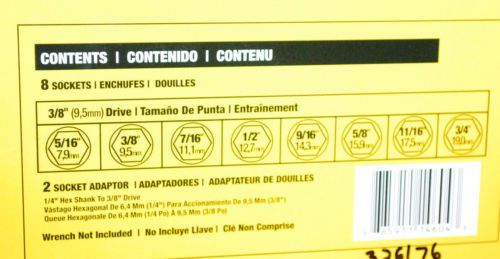 CONTENTS | CONTENIDO | CONTENU
8 SOCKETS | ENCHUFES | DOUILLES
3/8" (9,5mm) Drive | Tamaño De Punta | Entraînement
5/16" 3/8" 7/16" 1/2" 9/16" 5/8" 11/16" 3/4"
7,9mm 9,5mm 11,1mm 12,7mm 14,3mm 15,9mm 17,5mm 19,0mm
2 SOCKET ADAPTOR | ADAPTADORES | ADAPTATEUR DE DOUILLES
1/4" Hex Shank To 3/8" Drive
Vástago Hexagonal De 6,4 Mm (1/4") Para Accionamiento De 9,5 Mm (3/8")
Queue Hexagonale De 6,4 Mm (1/4 Po) À 9,5 Mm (3/8 Po)
Wrench Not Included / No Incluye Llave | Clé Non Comprise
326176